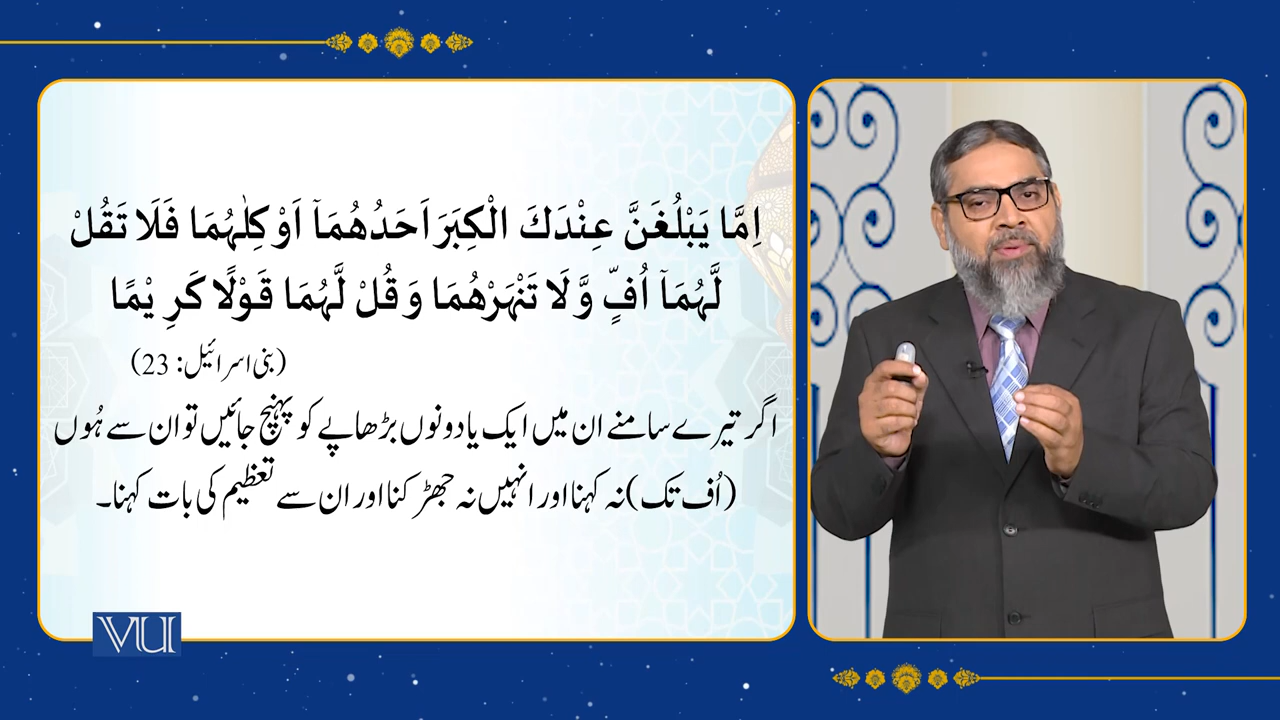 اِمَّا یَبْلُغَنَّ عِنْدَكَ الْكِبَرَ اَحَدُهُمَاۤ اَوْ كِلٰىهُمَا فَلَا تَقُلْ
لَّهُمَاۤ اُفٍّ وَّ لَا تَنْهَرْهُمَا وَ قُلْ لَّهُمَا قَوْلًا كَرِیْمًا
(بنی اسرائیل: 23)
اگر تیرے سامنے ان میں ایک یا دونوں بڑھاپے کو پہنچ جائیں تو ان سے ہُوں
(اُف تک) نہ کہنا اور انہیں نہ جھڑکنا اور ان سے تعظیم کی بات کہنا۔
VU